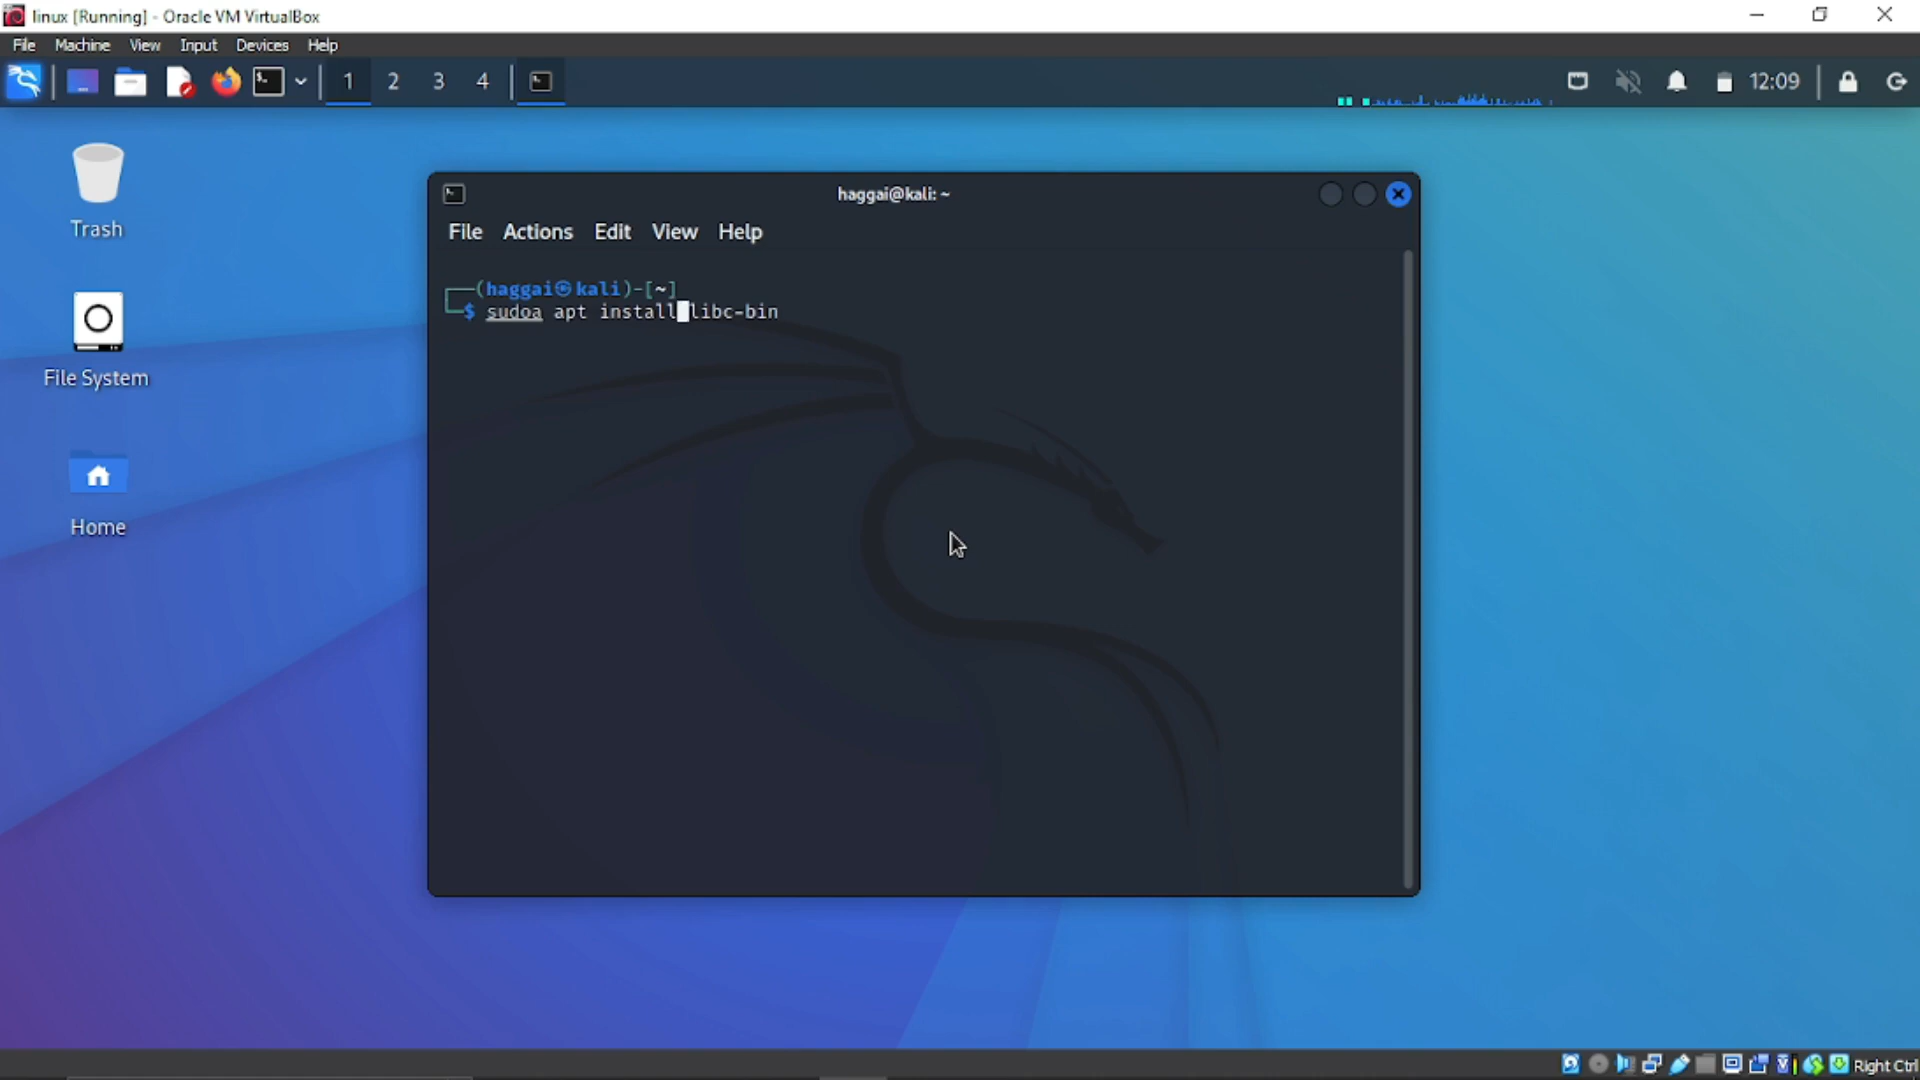 linux [Running] - Oracle VM VirtualBox
File Machine View Input Devices Help
1 2 3 4
12:09
Trash
File System
Home
haggai@kali: ~
File Actions Edit View Help
(haggai㉿kali)-[~]
$ sudoa apt install libc-bin
Right Ctrl